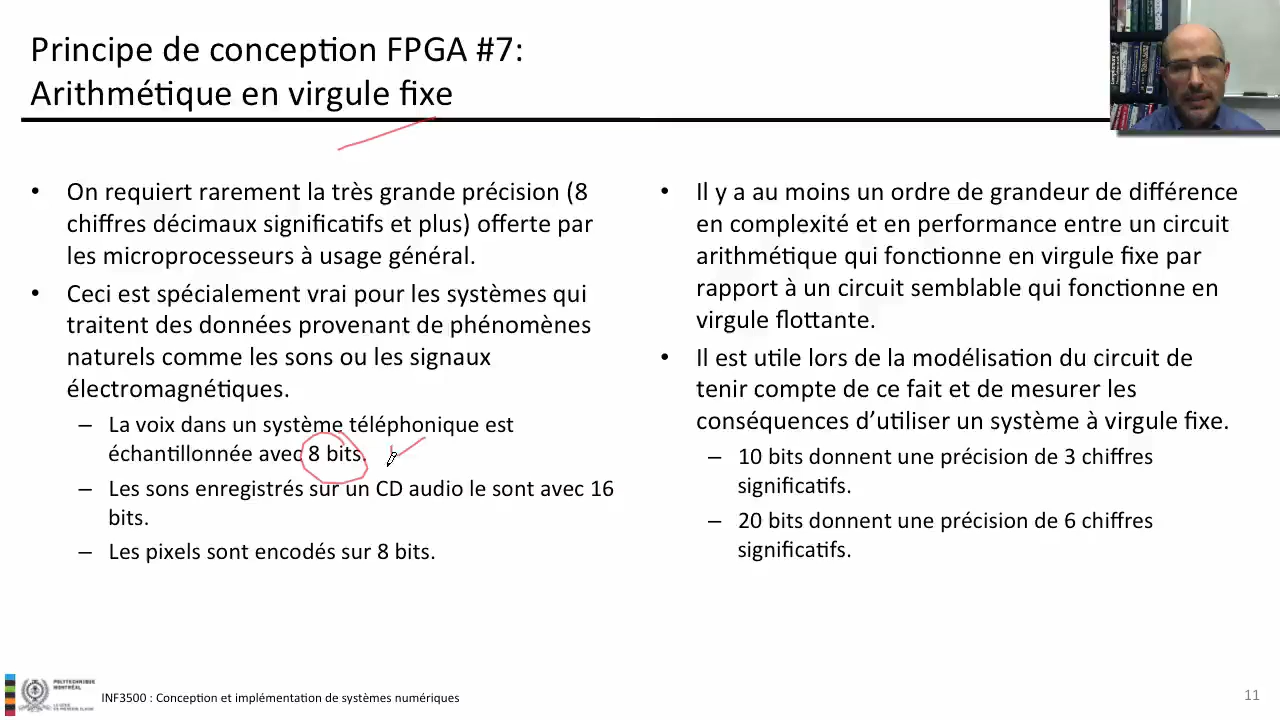 Principe de conception FPGA #7:
Arithmétique en virgule fixe
• On requiert rarement la très grande précision (8
chiffres décimaux significatifs et plus) offerte par
les microprocesseurs à usage général.
• Ceci est spécialement vrai pour les systèmes qui
traitent des données provenant de phénomènes
naturels comme les sons ou les signaux
électromagnétiques.
– La voix dans un système téléphonique est
échantillonnée avec 8 bits.
– Les sons enregistrés sur un CD audio le sont avec 16
bits.
– Les pixels sont encodés sur 8 bits.
• Il y a au moins un ordre de grandeur de différence
en complexité et en performance entre un circuit
arithmétique qui fonctionne en virgule fixe par
rapport à un circuit semblable qui fonctionne en
virgule flottante.
• Il est utile lors de la modélisation du circuit de
tenir compte de ce fait et de mesurer les
conséquences d’utiliser un système à virgule fixe.
– 10 bits donnent une précision de 3 chiffres
significatifs.
– 20 bits donnent une précision de 6 chiffres
significatifs.
POLYTECHNIQUE
MONTRÉAL
INF3500 : Conception et implémentation de systèmes numériques
11